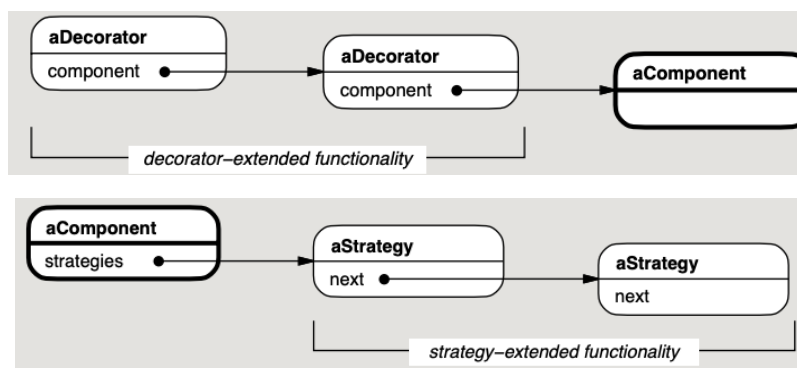 aDecorator
component
aDecorator
component
aComponent
decorator–extended functionality
aComponent
strategies
aStrategy
next
aStrategy
next
strategy–extended functionality